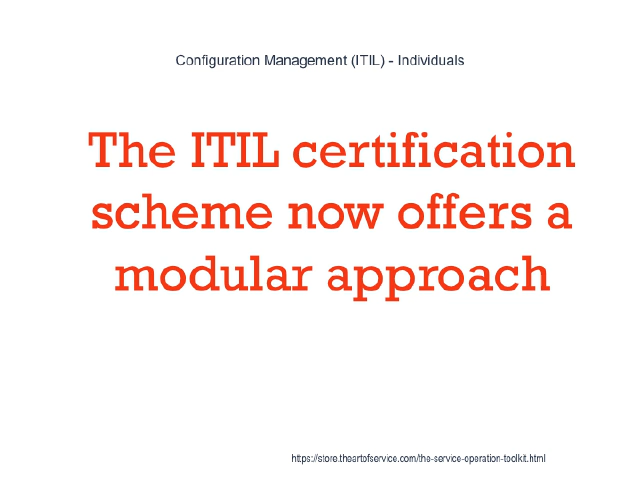 Configuration Management (ITIL) - Individuals
The ITIL certification
scheme now offers a
modular approach
https://store.theartofservice.com/the-service-operation-toolkit.html